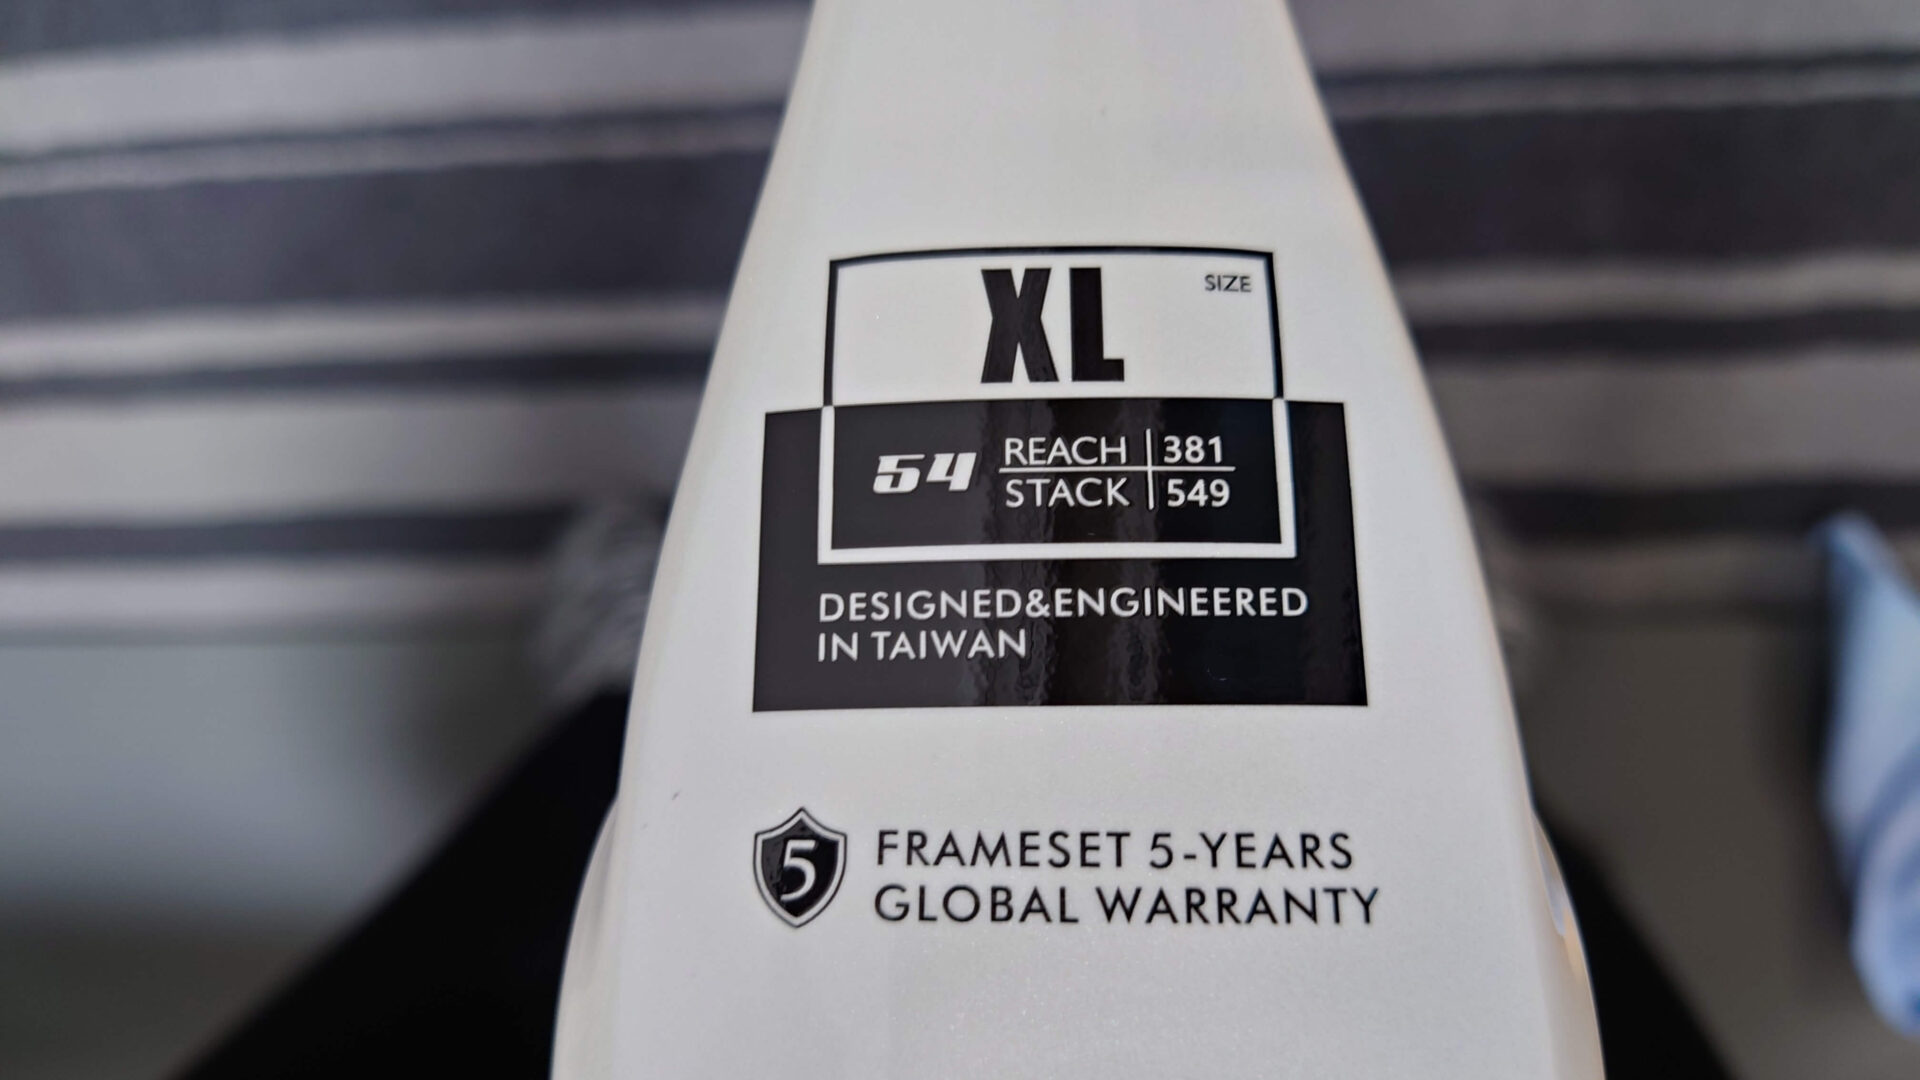 XL SIZE
54
REACH 381
STACK 549
DESIGNED&ENGINEERED
IN TAIWAN
5
FRAMESET 5-YEARS
GLOBAL WARRANTY